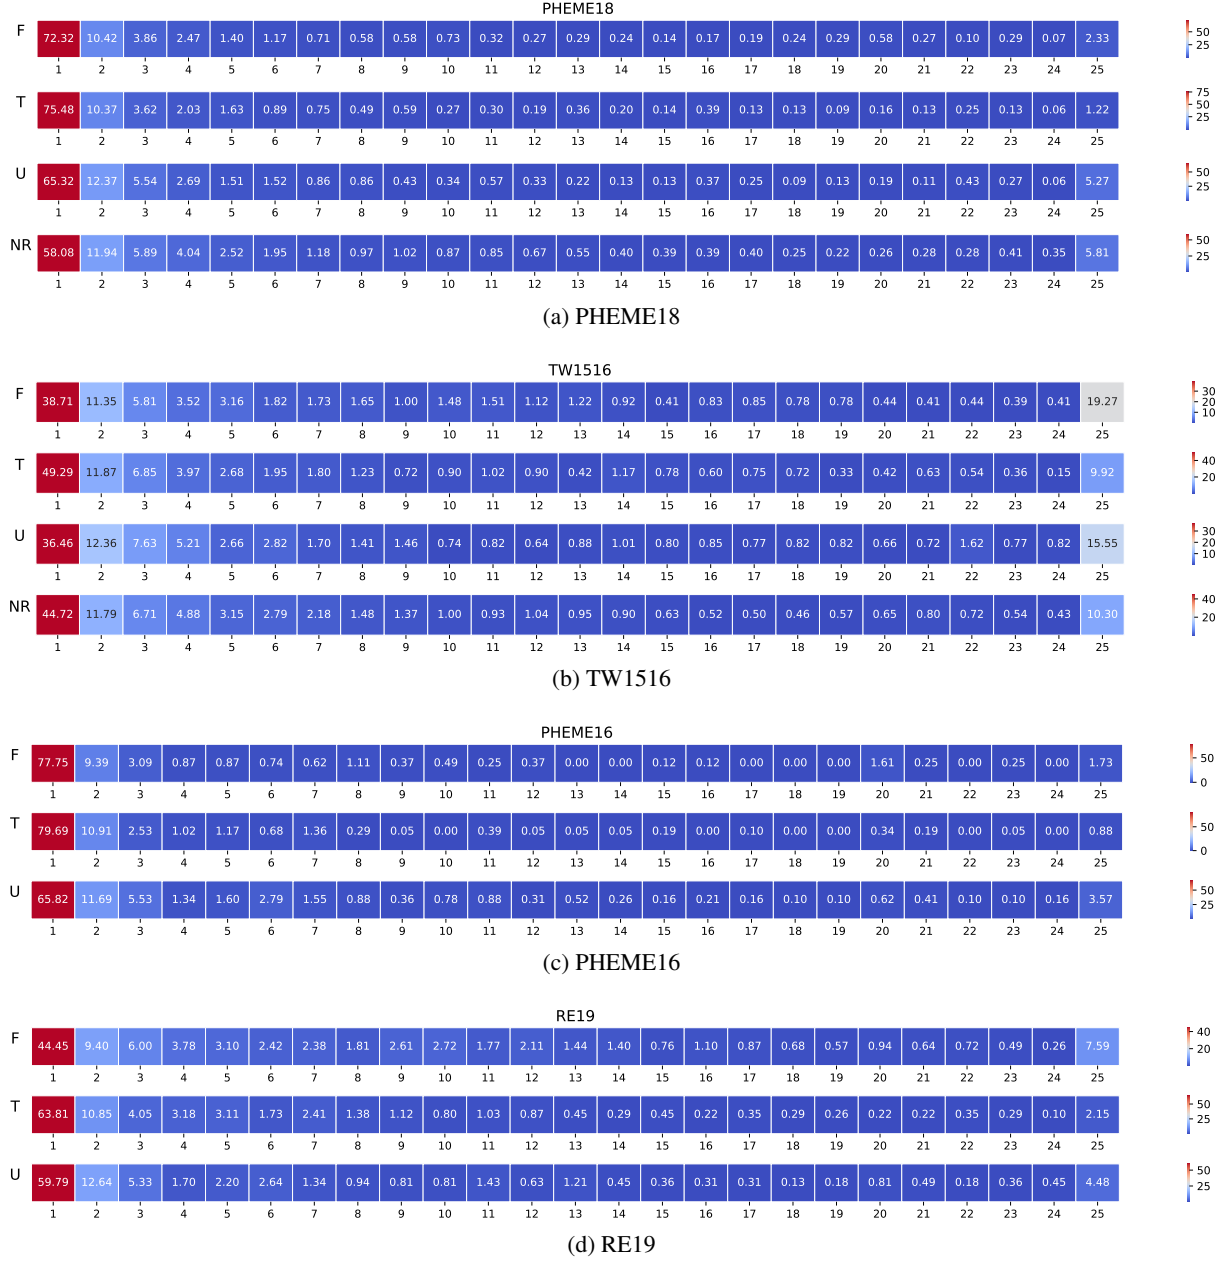 PHEME18
F 72.32 10.42 3.86 2.47 1.40 1.17 0.71 0.58 0.58 0.73 0.32 0.27 0.29 0.24 0.14 0.17 0.19 0.24 0.29 0.58 0.27 0.10 0.29 0.07 2.33 50 25
1 2 3 4 5 6 7 8 9 10 11 12 13 14 15 16 17 18 19 20 21 22 23 24 25
T 75.48 10.37 3.62 2.03 1.63 0.89 0.75 0.49 0.59 0.27 0.30 0.19 0.36 0.20 0.14 0.39 0.13 0.13 0.09 0.16 0.13 0.25 0.13 0.06 1.22 75 50 25
1 2 3 4 5 6 7 8 9 10 11 12 13 14 15 16 17 18 19 20 21 22 23 24 25
U 65.32 12.37 5.54 2.69 1.51 1.52 0.86 0.86 0.43 0.34 0.57 0.33 0.22 0.13 0.13 0.37 0.25 0.09 0.13 0.19 0.11 0.43 0.27 0.06 5.27 50 25
1 2 3 4 5 6 7 8 9 10 11 12 13 14 15 16 17 18 19 20 21 22 23 24 25
NR 58.08 11.94 5.89 4.04 2.52 1.95 1.18 0.97 1.02 0.87 0.85 0.67 0.55 0.40 0.39 0.39 0.40 0.25 0.22 0.26 0.28 0.28 0.41 0.35 5.81 50 25
1 2 3 4 5 6 7 8 9 10 11 12 13 14 15 16 17 18 19 20 21 22 23 24 25
(a) PHEME18
TW1516
F 38.71 11.35 5.81 3.52 3.16 1.82 1.73 1.65 1.00 1.48 1.51 1.12 1.22 0.92 0.41 0.83 0.85 0.78 0.78 0.44 0.41 0.44 0.39 0.41 19.27 30 20 10
1 2 3 4 5 6 7 8 9 10 11 12 13 14 15 16 17 18 19 20 21 22 23 24 25
T 49.29 11.87 6.85 3.97 2.68 1.95 1.80 1.23 0.72 0.90 1.02 0.90 0.42 1.17 0.78 0.60 0.75 0.72 0.33 0.42 0.63 0.54 0.36 0.15 9.92 40 20
1 2 3 4 5 6 7 8 9 10 11 12 13 14 15 16 17 18 19 20 21 22 23 24 25
U 36.46 12.36 7.63 5.21 2.66 2.82 1.70 1.41 1.46 0.74 0.82 0.64 0.88 1.01 0.80 0.85 0.77 0.82 0.82 0.66 0.72 1.62 0.77 0.82 15.55 30 20 10
1 2 3 4 5 6 7 8 9 10 11 12 13 14 15 16 17 18 19 20 21 22 23 24 25
NR 44.72 11.79 6.71 4.88 3.15 2.79 2.18 1.48 1.37 1.00 0.93 1.04 0.95 0.90 0.63 0.52 0.50 0.46 0.57 0.65 0.80 0.72 0.54 0.43 10.30 40 20
1 2 3 4 5 6 7 8 9 10 11 12 13 14 15 16 17 18 19 20 21 22 23 24 25
(b) TW1516
PHEME16
F 77.75 9.39 3.09 0.87 0.87 0.74 0.62 1.11 0.37 0.49 0.25 0.37 0.00 0.00 0.12 0.12 0.00 0.00 0.00 1.61 0.25 0.00 0.25 0.00 1.73 50 0
1 2 3 4 5 6 7 8 9 10 11 12 13 14 15 16 17 18 19 20 21 22 23 24 25
T 79.69 10.91 2.53 1.02 1.17 0.68 1.36 0.29 0.05 0.00 0.39 0.05 0.05 0.05 0.19 0.00 0.10 0.00 0.00 0.34 0.19 0.00 0.05 0.00 0.88 50 0
1 2 3 4 5 6 7 8 9 10 11 12 13 14 15 16 17 18 19 20 21 22 23 24 25
U 65.82 11.69 5.53 1.34 1.60 2.79 1.55 0.88 0.36 0.78 0.88 0.31 0.52 0.26 0.16 0.21 0.16 0.10 0.10 0.62 0.41 0.10 0.10 0.16 3.57 50 25
1 2 3 4 5 6 7 8 9 10 11 12 13 14 15 16 17 18 19 20 21 22 23 24 25
(c) PHEME16
RE19
F 44.45 9.40 6.00 3.78 3.10 2.42 2.38 1.81 2.61 2.72 1.77 2.11 1.44 1.40 0.76 1.10 0.87 0.68 0.57 0.94 0.64 0.72 0.49 0.26 7.59 40 20
1 2 3 4 5 6 7 8 9 10 11 12 13 14 15 16 17 18 19 20 21 22 23 24 25
T 63.81 10.85 4.05 3.18 3.11 1.73 2.41 1.38 1.12 0.80 1.03 0.87 0.45 0.29 0.45 0.22 0.35 0.29 0.26 0.22 0.22 0.35 0.29 0.10 2.15 50 25
1 2 3 4 5 6 7 8 9 10 11 12 13 14 15 16 17 18 19 20 21 22 23 24 25
U 59.79 12.64 5.33 1.70 2.20 2.64 1.34 0.94 0.81 0.81 1.43 0.63 1.21 0.45 0.36 0.31 0.31 0.13 0.18 0.81 0.49 0.18 0.36 0.45 4.48 50 25
1 2 3 4 5 6 7 8 9 10 11 12 13 14 15 16 17 18 19 20 21 22 23 24 25
(d) RE19